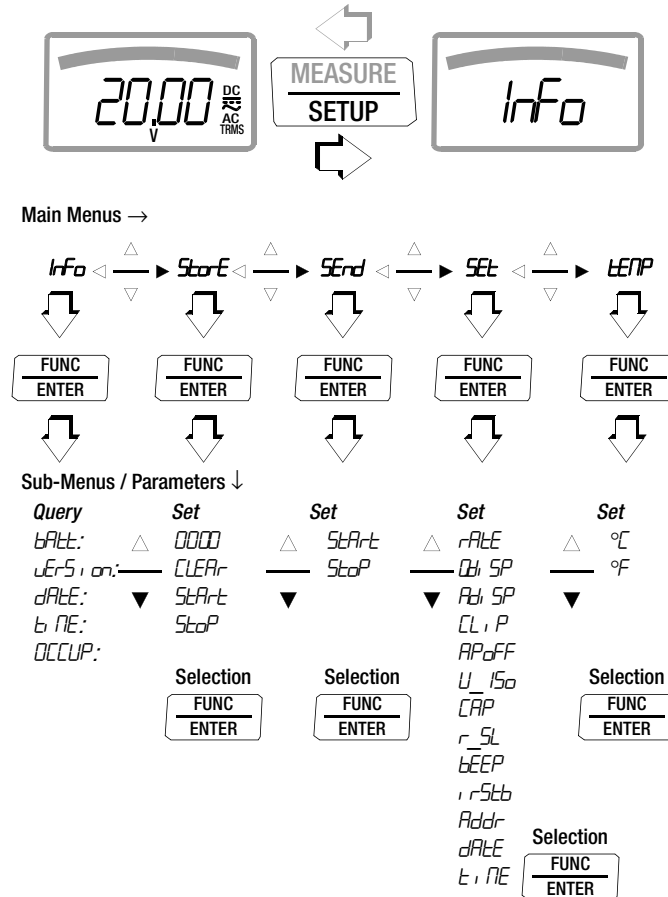 20.00 V DC AC TRMS
MEASURE
SETUP
InFo
Main Menus →
InFo StorE SEnd SEt tEMP
FUNC FUNC FUNC FUNC FUNC
ENTER ENTER ENTER ENTER ENTER
Sub-Menus / Parameters ↓
Query Set Set Set Set
bAtt: 0000 StArt rAtE °C
vErSion: CLEAr StoP 0diSP °F
dAtE: StArt AdiSP
tiME: StoP CLiP
OCCUP: APoFF
Selection Selection U_ISo Selection
FUNC FUNC CAP FUNC
ENTER ENTER r_SL ENTER
bEEP
irStb
Addr
dAtE Selection
tiME FUNC
ENTER